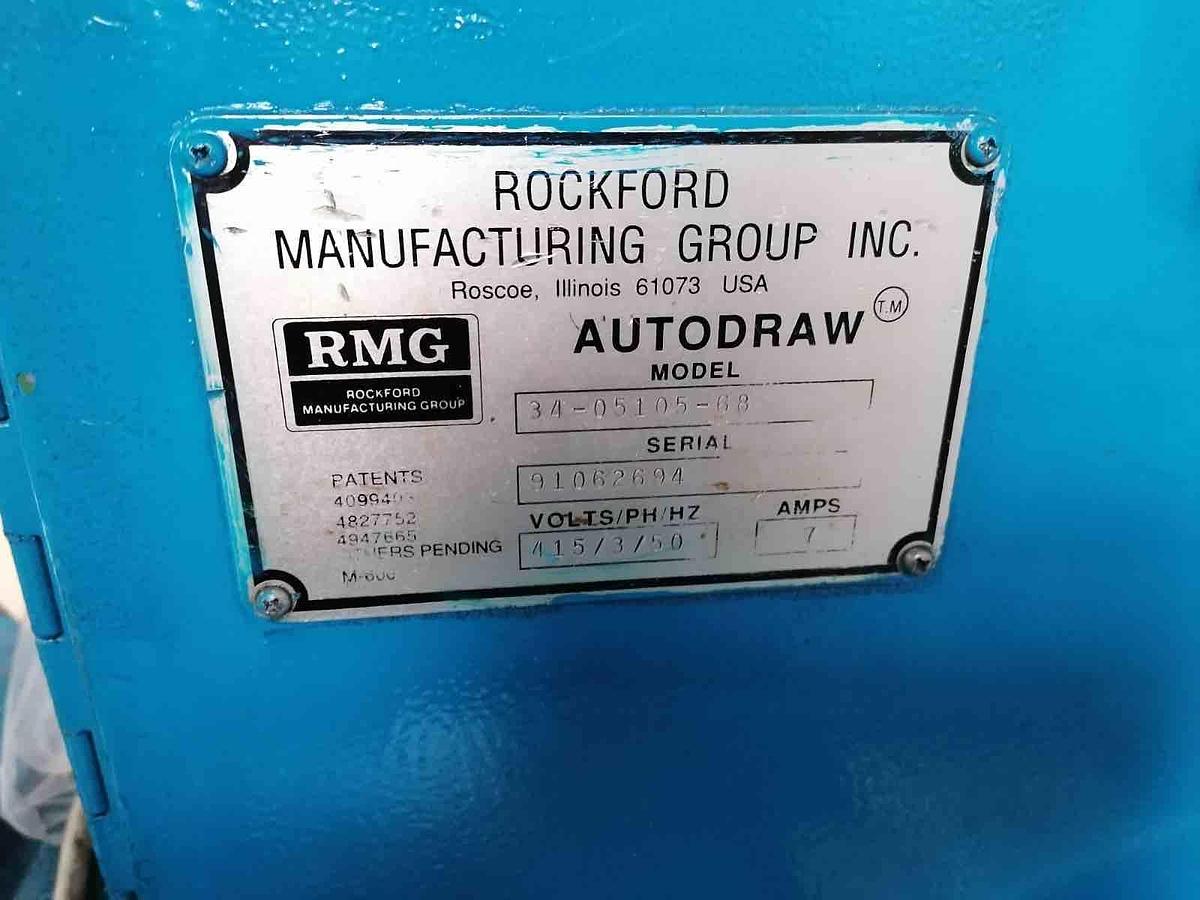 ROCKFORD
MANUFACTURING GROUP INC.
Roscoe, Illinois 61073 USA
RMG
ROCKFORD
MANUFACTURING GROUP
AUTODRAW T.M
MODEL
34-05105-68
SERIAL
91062694
PATENTS
4827752
4947665
PENDING
VOLTS/PH/HZ
415/3/50
AMPS
7